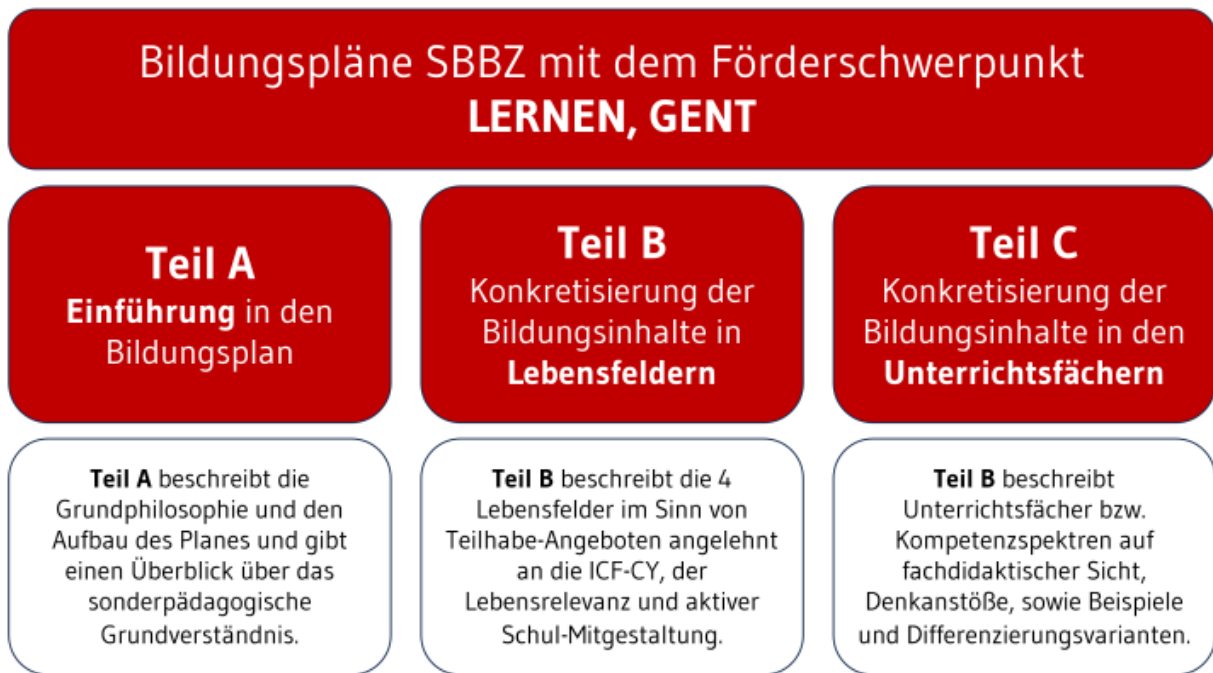 Bildungspläne SBBZ mit dem Förderschwerpunkt
LERNEN, GENT
Teil A
Einführung in den
Bildungsplan
Teil B
Konkretisierung der
Bildungsinhalte in
Lebensfeldern
Teil C
Konkretisierung der
Bildungsinhalte in den
Unterrichtsfächern
Teil A beschreibt die
Grundphilosophie und den
Aufbau des Planes und gibt
einen Überblick über das
sonderpädagogische
Grundverständnis.
Teil B beschreibt die 4
Lebensfelder im Sinn von
Teilhabe-Angeboten angelehnt
an die ICF-CY, der
Lebensrelevanz und aktiver
Schul-Mitgestaltung.
Teil B beschreibt
Unterrichtsfächer bzw.
Kompetenzspektren auf
fachdidaktischer Sicht,
Denkanstöße, sowie Beispiele
und Differenzierungsvarianten.